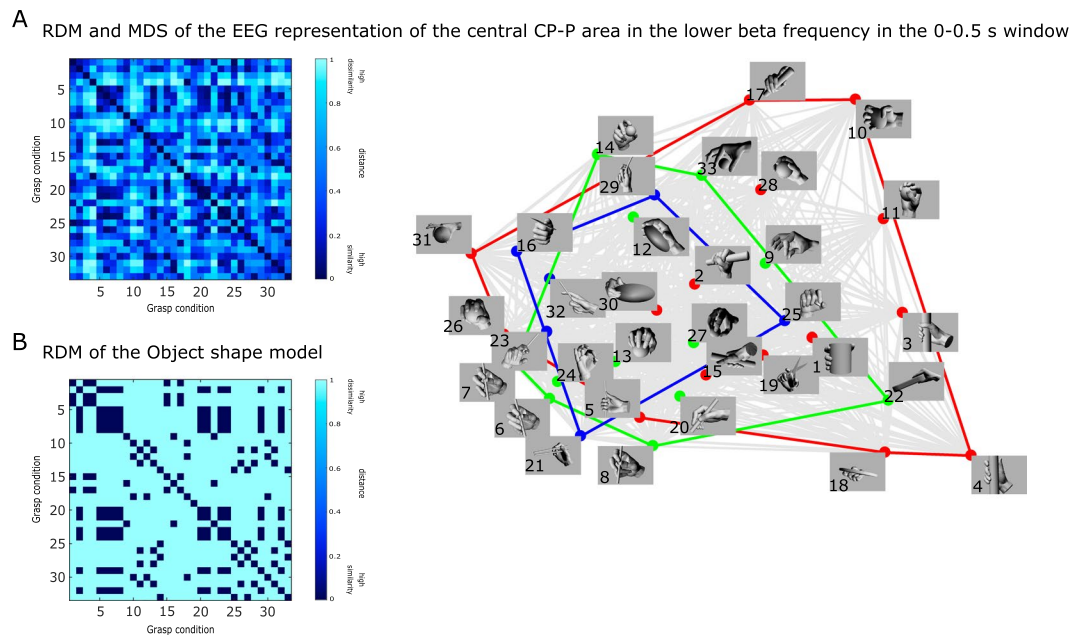 A
RDM and MDS of the EEG representation of the central CP-P area in the lower beta frequency in the 0-0.5 s window
Grasp condition
5
10
15
20
25
30
5 10 15 20 25 30
Grasp condition
1
0.8
0.6
0.4
0.2
0
high
desimilarity
distance
high
similarity
17
10
14
33
28
29
11
31
16
12
9
2
32
30
25
26
23
13
27
3
7
24
15
19
1
22
5
6
20
21
8
18
4
B
RDM of the Object shape model
Grasp condition
5
10
15
20
25
30
5 10 15 20 25 30
Grasp condition
1
0.8
0.6
0.4
0.2
0
high
desimilarity
distance
high
similarity